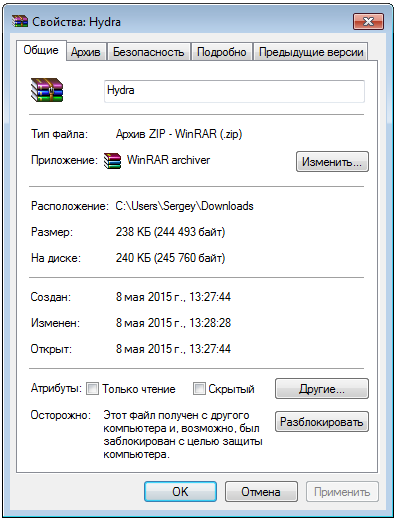 Свойства: Hydra
Общие Архив Безопасность Подробно Предыдущие версии
Hydra
Тип файла: Архив ZIP - WinRAR (.zip)
Приложение: WinRAR archiver Изменить...
Расположение: C:\Users\Sergey\Downloads
Размер: 238 КБ (244 493 байт)
На диске: 240 КБ (245 760 байт)
Создан: 8 мая 2015 г., 13:27:44
Изменен: 8 мая 2015 г., 13:28:28
Открыт: 8 мая 2015 г., 13:27:44
Атрибуты: Только чтение Скрытый Другие...
Осторожно: Этот файл получен с другого
компьютера и, возможно, был
заблокирован с целью защиты
компьютера.
Разблокировать
OK Отмена Применить